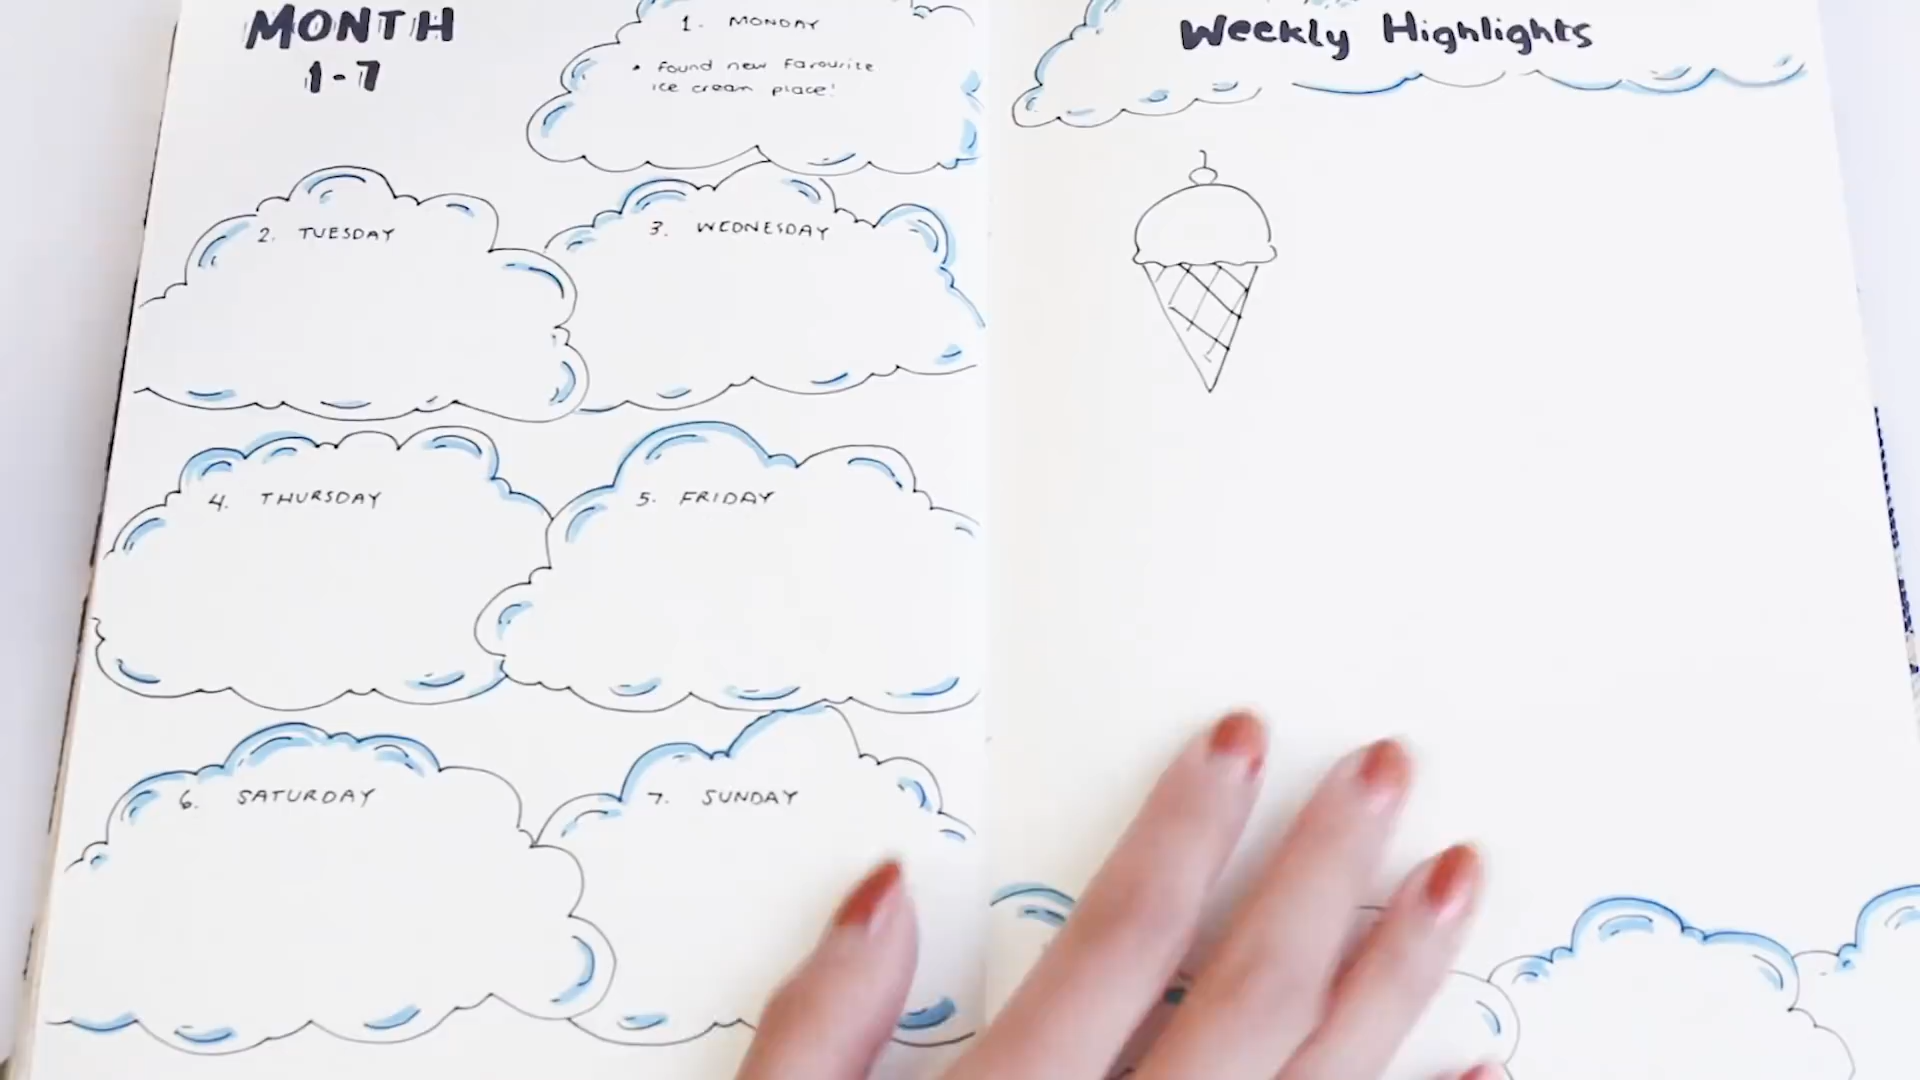 MONTH
1-7
1. MONDAY
• found new favourite
ice cream place!
2. TUESDAY
3. WEDNESDAY
4. THURSDAY
5. FRIDAY
6. SATURDAY
7. SUNDAY
Weekly Highlights